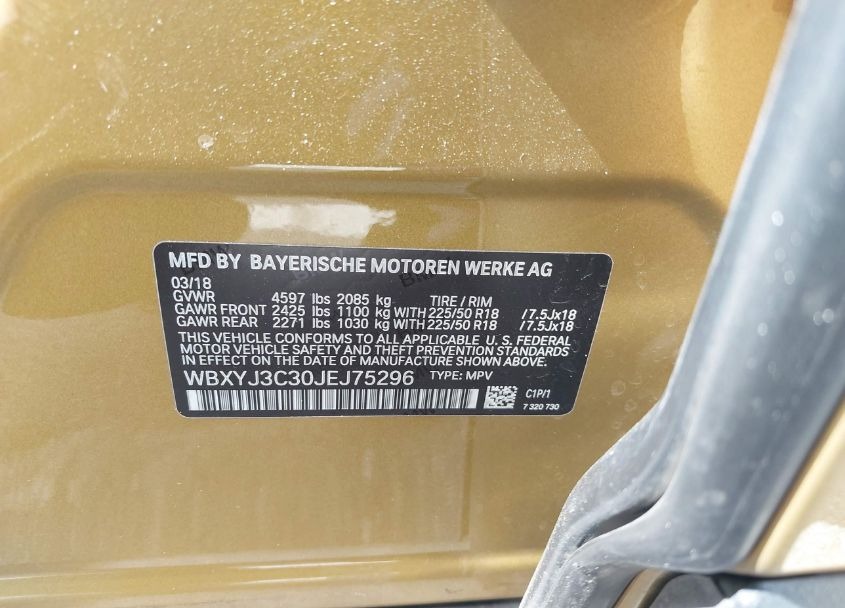 MFD BY BAYERISCHE MOTOREN WERKE AG
03/18
GVWR 4597 lbs 2085 kg TIRE / RIM
GAWR FRONT 2425 lbs 1100 kg WITH 225/50 R18 /7.5Jx18
GAWR REAR 2271 lbs 1030 kg WITH 225/50 R18 /7.5Jx18
THIS VEHICLE CONFORMS TO ALL APPLICABLE U. S. FEDERAL
MOTOR VEHICLE SAFETY AND THEFT PREVENTION STANDARDS
IN EFFECT ON THE DATE OF MANUFACTURE SHOWN ABOVE.
WBXYJ3C30JEJ75296 TYPE: MPV
C1P/1
7 320 730